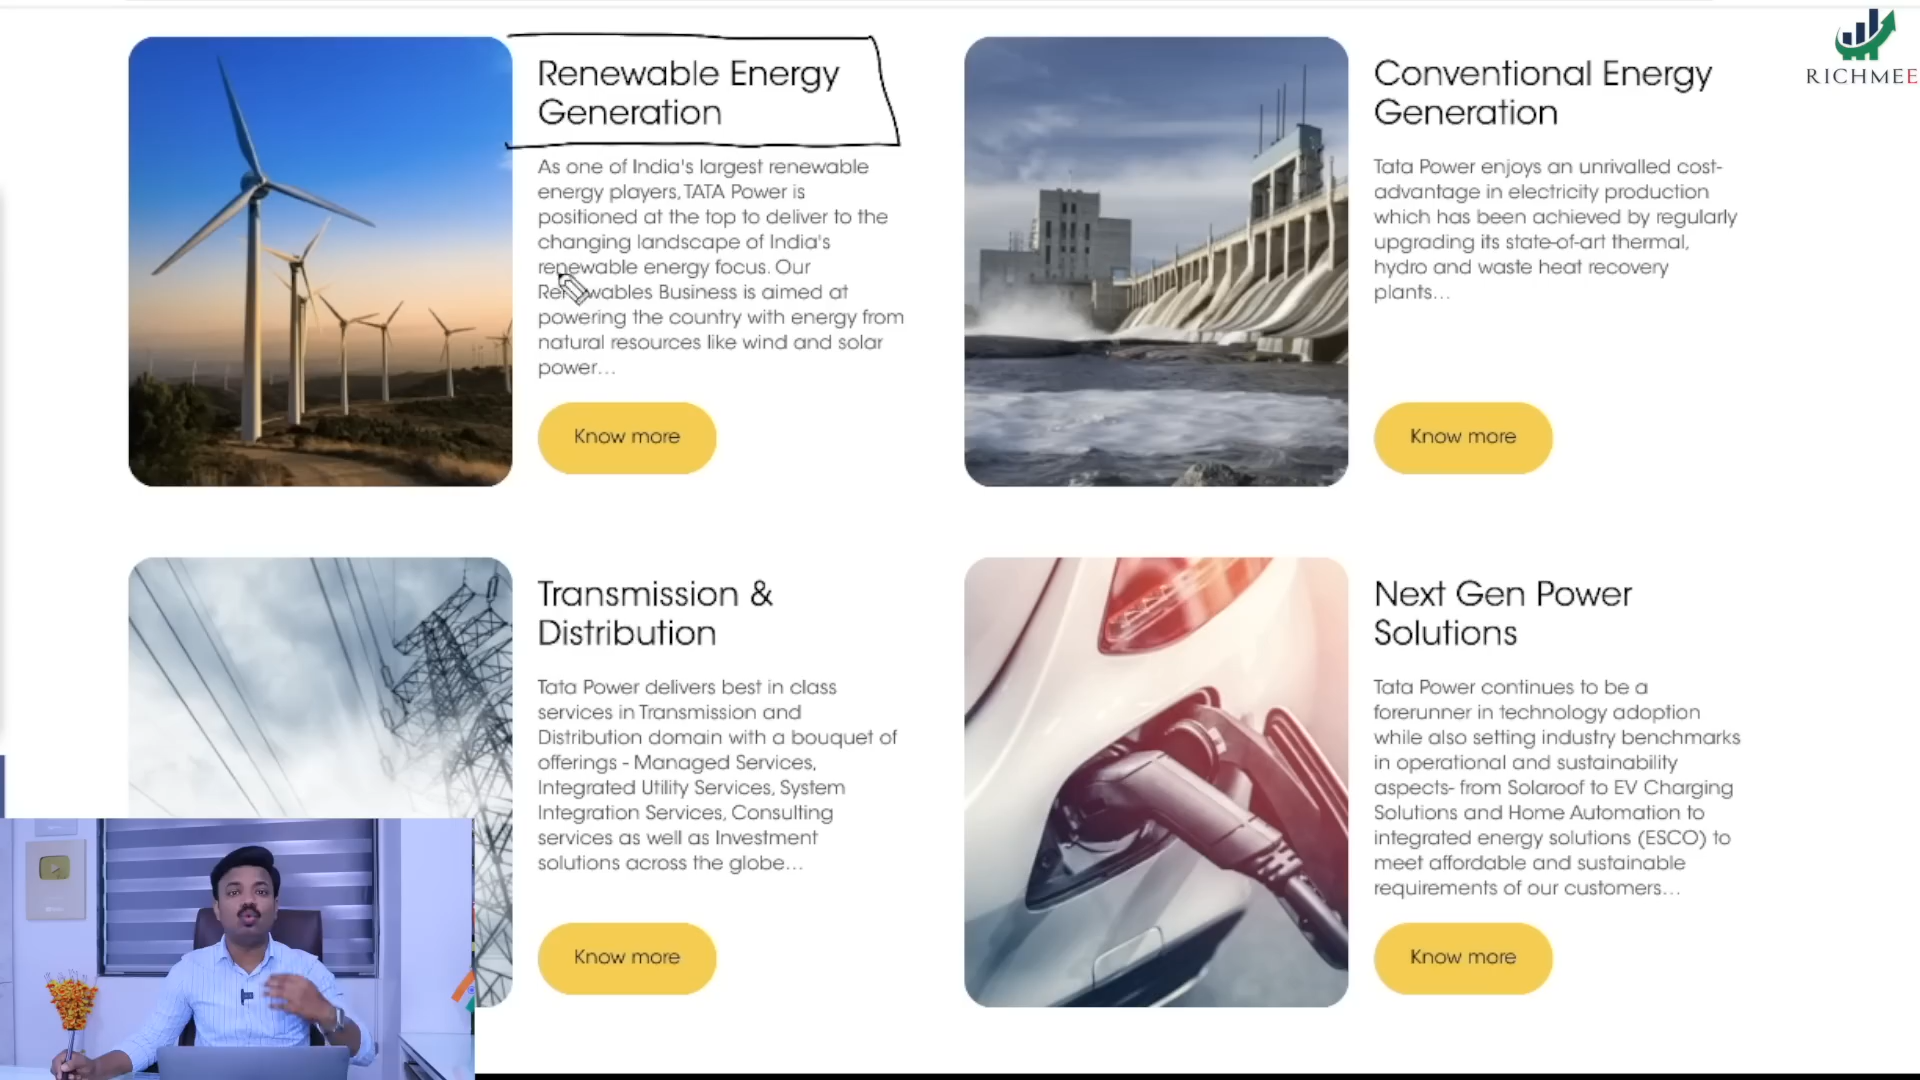 RICHMEE
Renewable Energy
Generation
As one of India's largest renewable
energy players, TATA Power is
positioned at the top to deliver to the
changing landscape of India's
renewable energy focus. Our
Renewables Business is aimed at
powering the country with energy from
natural resources like wind and solar
power...
Know more
Conventional Energy
Generation
Tata Power enjoys an unrivalled cost-
advantage in electricity production
which has been achieved by regularly
upgrading its state-of-art thermal,
hydro and waste heat recovery
plants...
Know more
Transmission &
Distribution
Tata Power delivers best in class
services in Transmission and
Distribution domain with a bouquet of
offerings - Managed Services,
Integrated Utility Services, System
Integration Services, Consulting
services as well as Investment
solutions across the globe...
Know more
Next Gen Power
Solutions
Tata Power continues to be a
forerunner in technology adoption
while also setting industry benchmarks
in operational and sustainability
aspects- from Solaroof to EV Charging
Solutions and Home Automation to
integrated energy solutions (ESCO) to
meet affordable and sustainable
requirements of our customers...
Know more